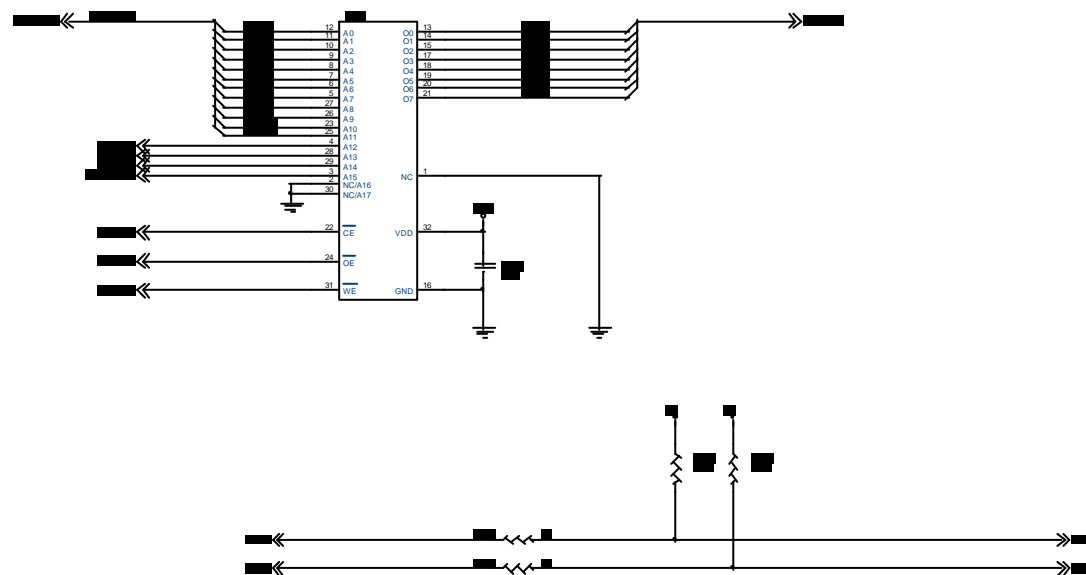 12 A0 O0 13
11 A1 O1 14
10 A2 O2 15
9 A3 O3 17
8 A4 O4 18
7 A5 O5 19
6 A6 O6 20
5 A7 O7 21
27 A8
26 A9
23 A10
25 A11
4 A12
28 A13
29 A14
3 A15 NC 1
2 NC/A16
30 NC/A17
22 CE VDD 32
24 OE
31 WE GND 16